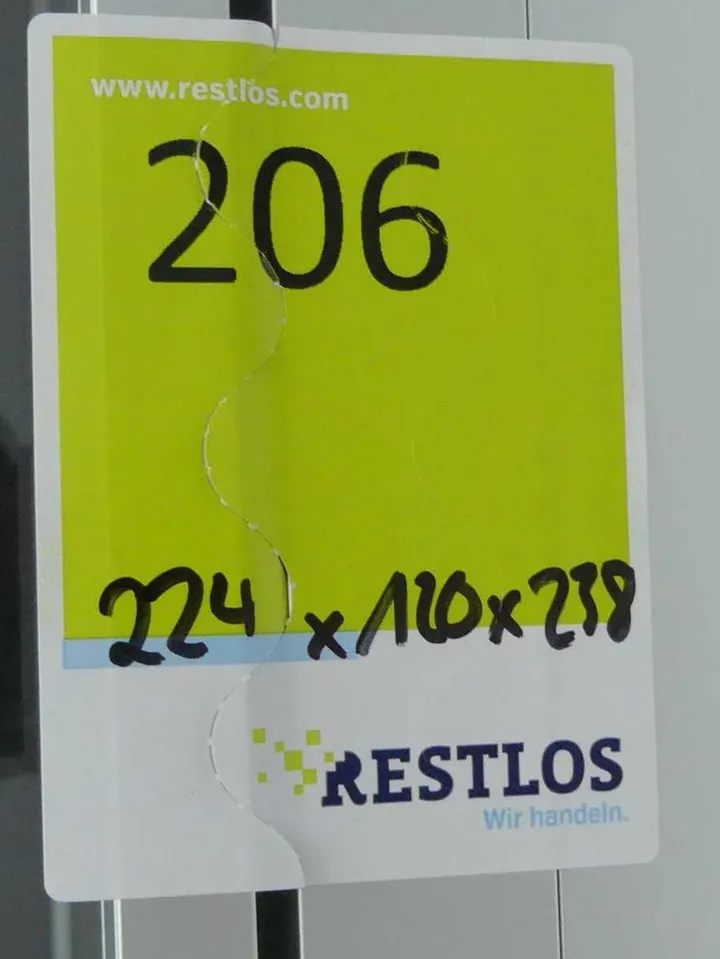 www.restlos.com
206
224 x 120 x 238
RESTLOS
Wir handeln.